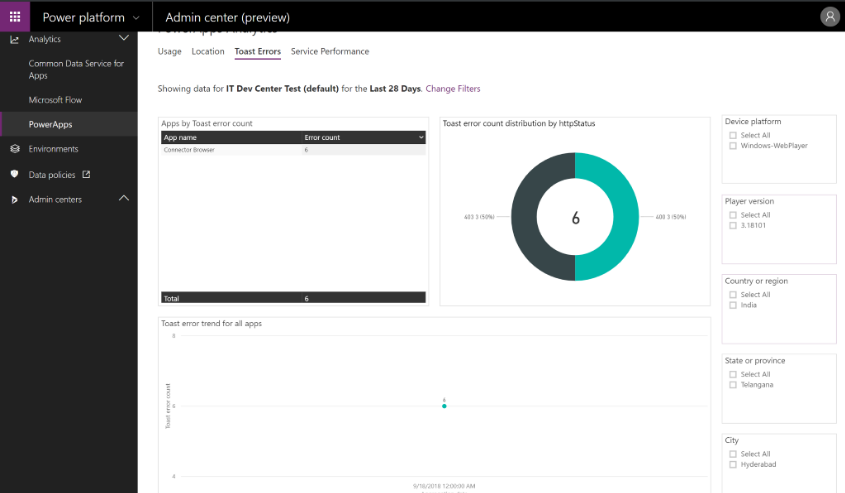 Power platform
Admin center (preview)
Analytics
Common Data Service for
Apps
Microsoft Flow
PowerApps
Environments
Data policies
Admin centers
PowerApps Analytics
Usage Location Toast Errors Service Performance
Showing data for IT Dev Center Test (default) for the Last 28 Days. Change Filters
Apps by Toast error count
App name Error count
Connector Browser 6
Total 6
Toast error count distribution by httpStatus
403 3 (50%)
6
400 3 (50%)
Toast error trend for all apps
Toast error count
8
6
4
6
9/18/2018 12:00:00 AM
Device platform
Select All
Windows-WebPlayer
Player version
Select All
3.18101
Country or region
Select All
India
State or province
Select All
Telangana
City
Select All
Hyderabad